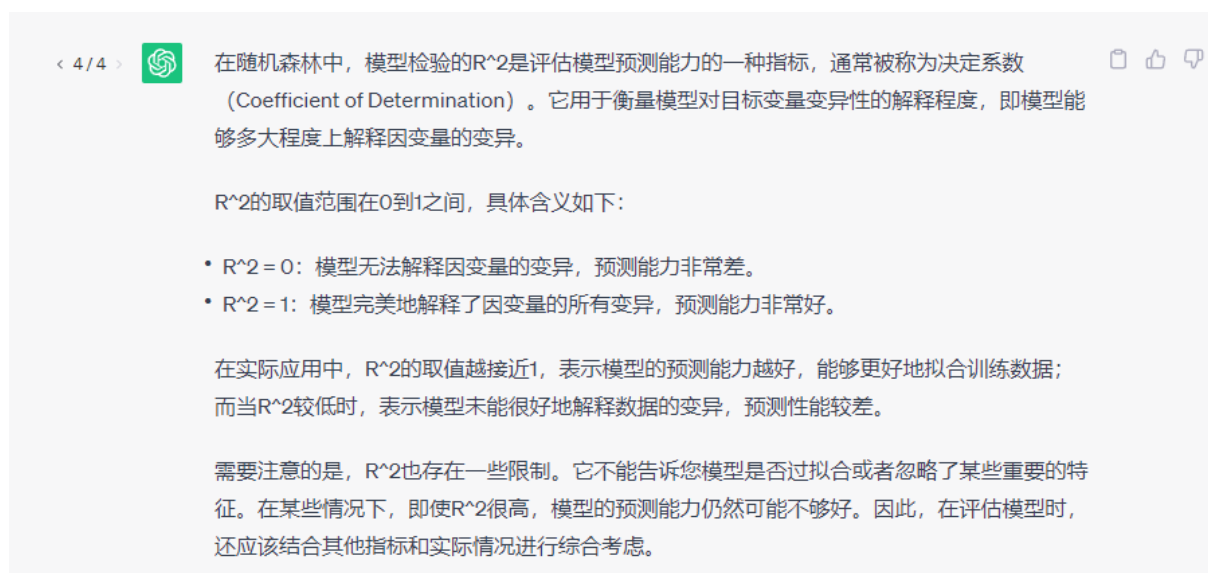 < 4/4 >
在随机森林中，模型检验的R^2是评估模型预测能力的一种指标，通常被称为决定系数
（Coefficient of Determination）。它用于衡量模型对目标变量变异性的解释程度，即模型能
够多大程度上解释因变量的变异。
R^2的取值范围在0到1之间，具体含义如下：
• R^2 = 0：模型无法解释因变量的变异，预测能力非常差。
• R^2 = 1：模型完美地解释了因变量的所有变异，预测能力非常好。
在实际应用中，R^2的取值越接近1，表示模型的预测能力越好，能够更好地拟合训练数据；
而当R^2较低时，表示模型未能很好地解释数据的变异，预测性能较差。
需要注意的是，R^2也存在一些限制。它不能告诉您模型是否过拟合或者忽略了某些重要的特
征。在某些情况下，即使R^2很高，模型的预测能力仍然可能不够好。因此，在评估模型时，
还应该结合其他指标和实际情况进行综合考虑。